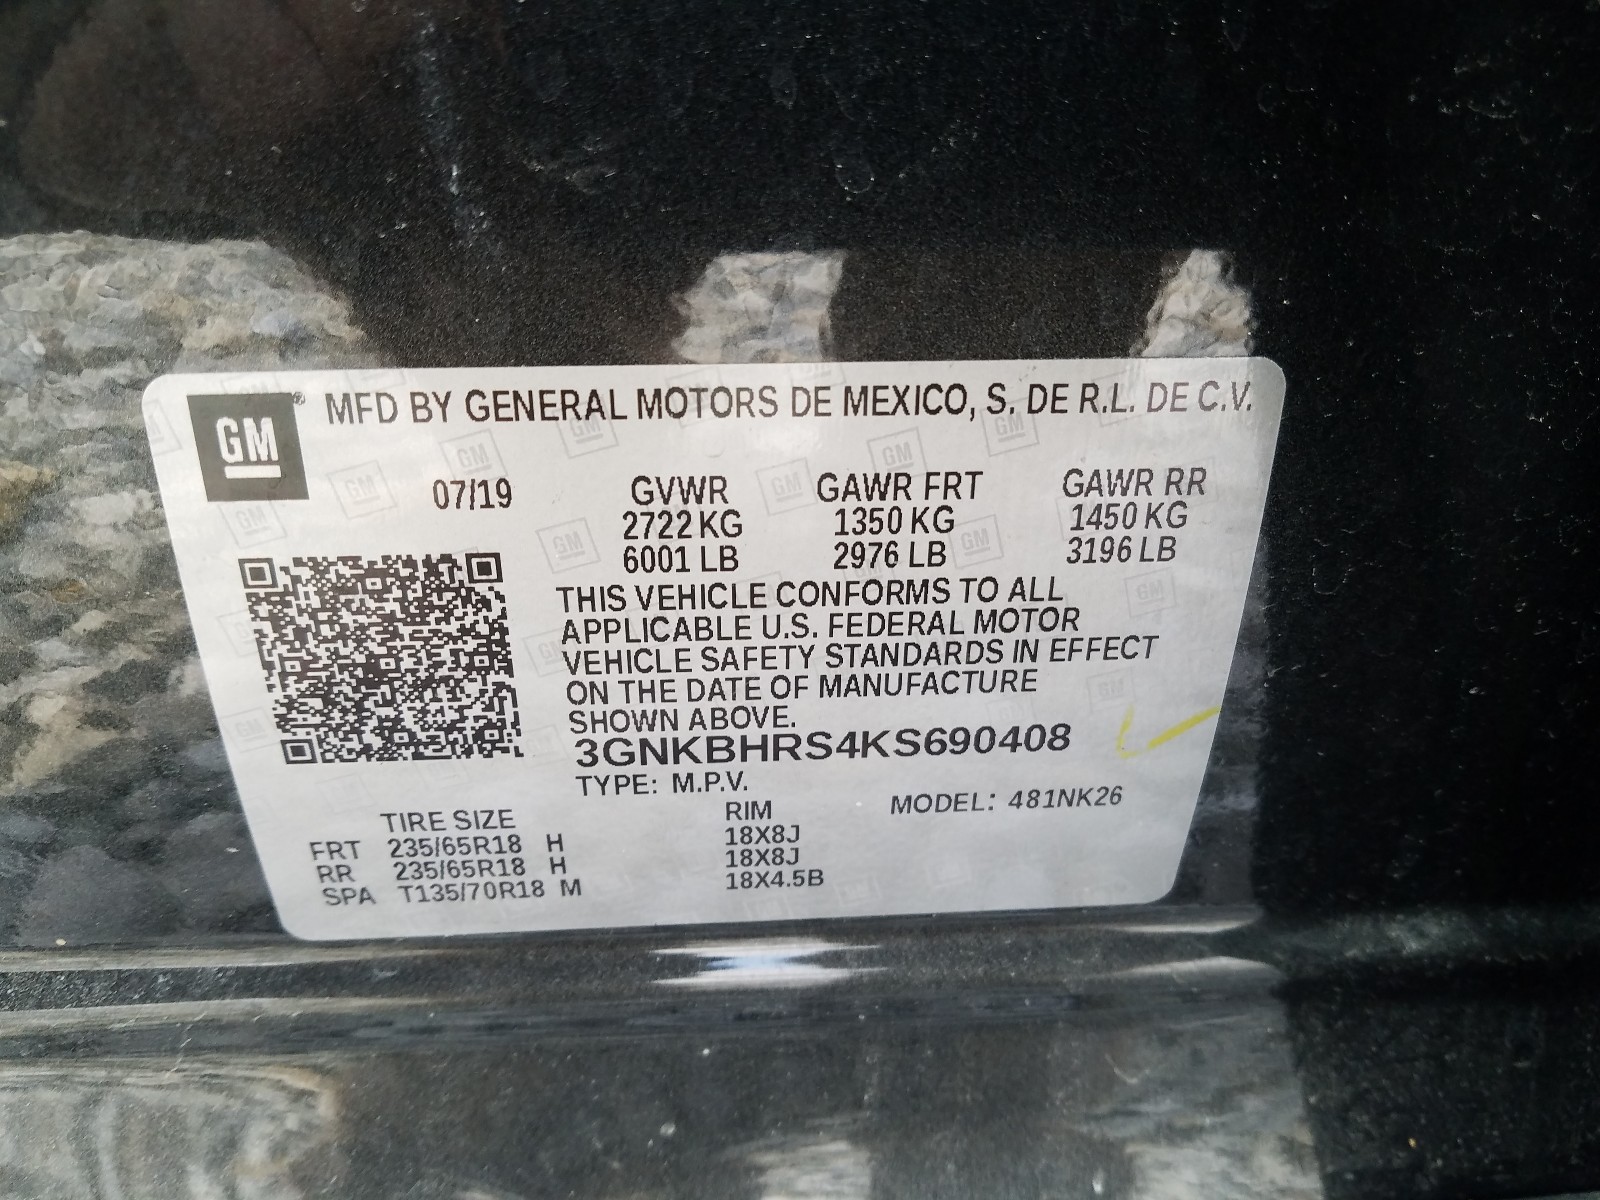 GM ® MFD BY GENERAL MOTORS DE MEXICO, S. DE R.L. DE C.V.
07/19 GVWR GAWR FRT GAWR RR
2722 KG 1350 KG 1450 KG
6001 LB 2976 LB 3196 LB
THIS VEHICLE CONFORMS TO ALL
APPLICABLE U.S. FEDERAL MOTOR
VEHICLE SAFETY STANDARDS IN EFFECT
ON THE DATE OF MANUFACTURE
SHOWN ABOVE.
3GNKBHRS4KS690408
TYPE: M.P.V.
MODEL: 481NK26
TIRE SIZE RIM
FRT 235/65R18 H 18X8J
RR 235/65R18 H 18X8J
SPA T135/70R18 M 18X4.5B